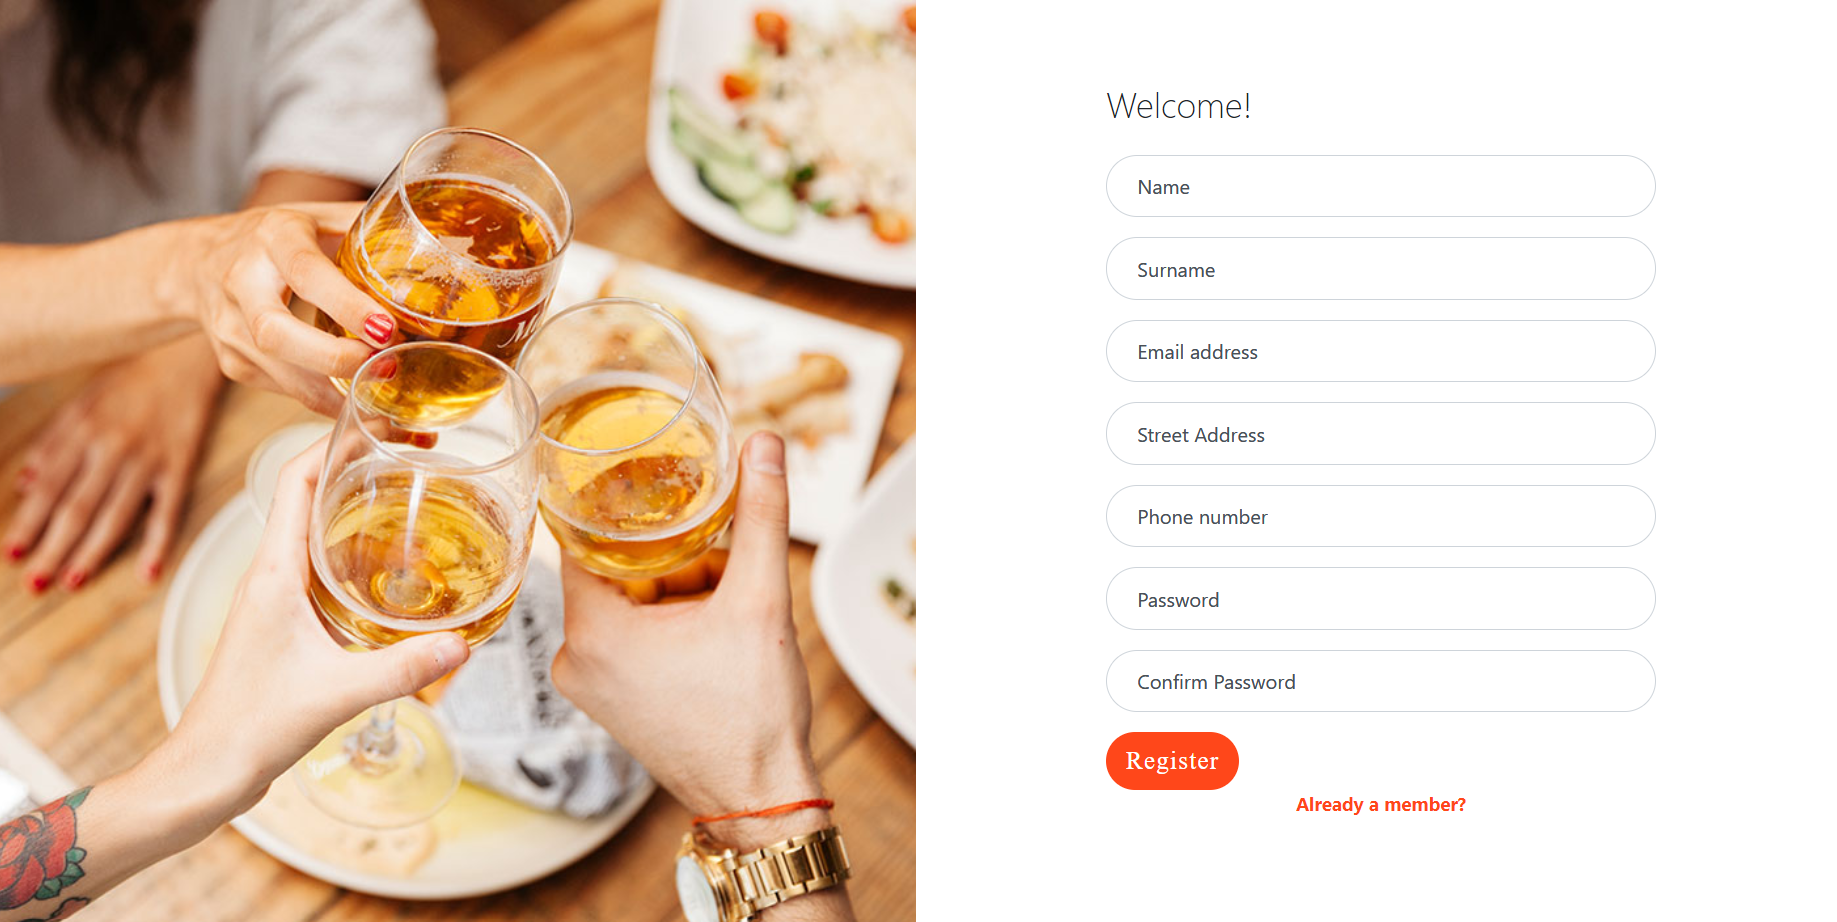 Welcome!
Name
Surname
Email address
Street Address
Phone number
Password
Confirm Password
Register
Already a member?